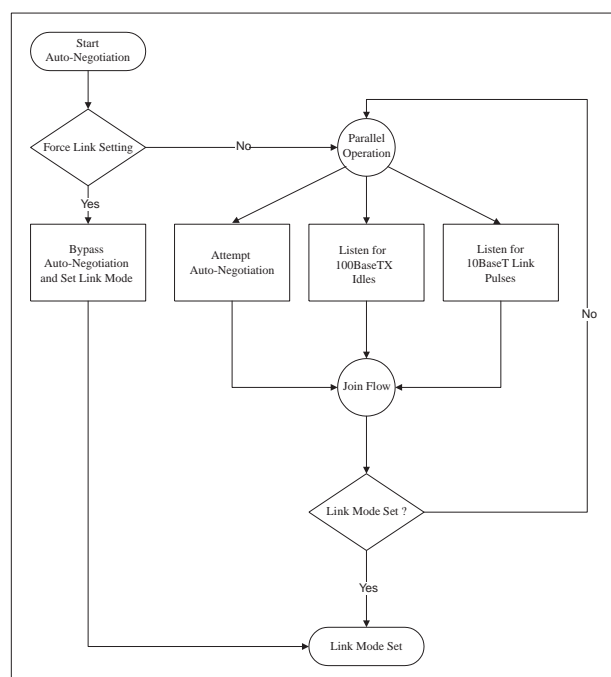 Start
Auto-Negotiation
Force Link Setting
No
Parallel
Operation
Yes
Bypass
Auto-Negotiation
and Set Link Mode
Attempt
Auto-Negotiation
Listen for
100BaseTX
Idles
Listen for
10BaseT Link
Pulses
No
Join Flow
Link Mode Set ?
Yes
Link Mode Set